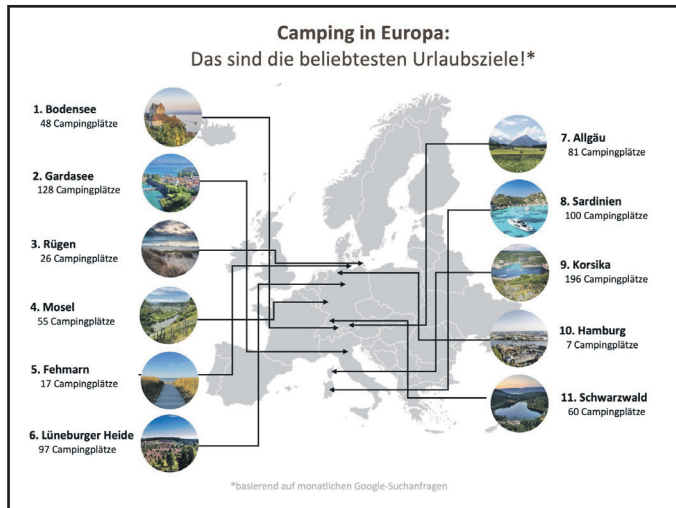 Camping in Europa:
Das sind die beliebtesten Urlaubsziele!*
1. Bodensee
48 Campingplätze
2. Gardasee
128 Campingplätze
3. Rügen
26 Campingplätze
4. Mosel
55 Campingplätze
5. Fehmarn
17 Campingplätze
6. Lüneburger Heide
97 Campingplätze
7. Allgäu
81 Campingplätze
8. Sardinien
100 Campingplätze
9. Korsika
196 Campingplätze
10. Hamburg
7 Campingplätze
11. Schwarzwald
60 Campingplätze
*basierend auf monatlichen Google-Suchanfragen